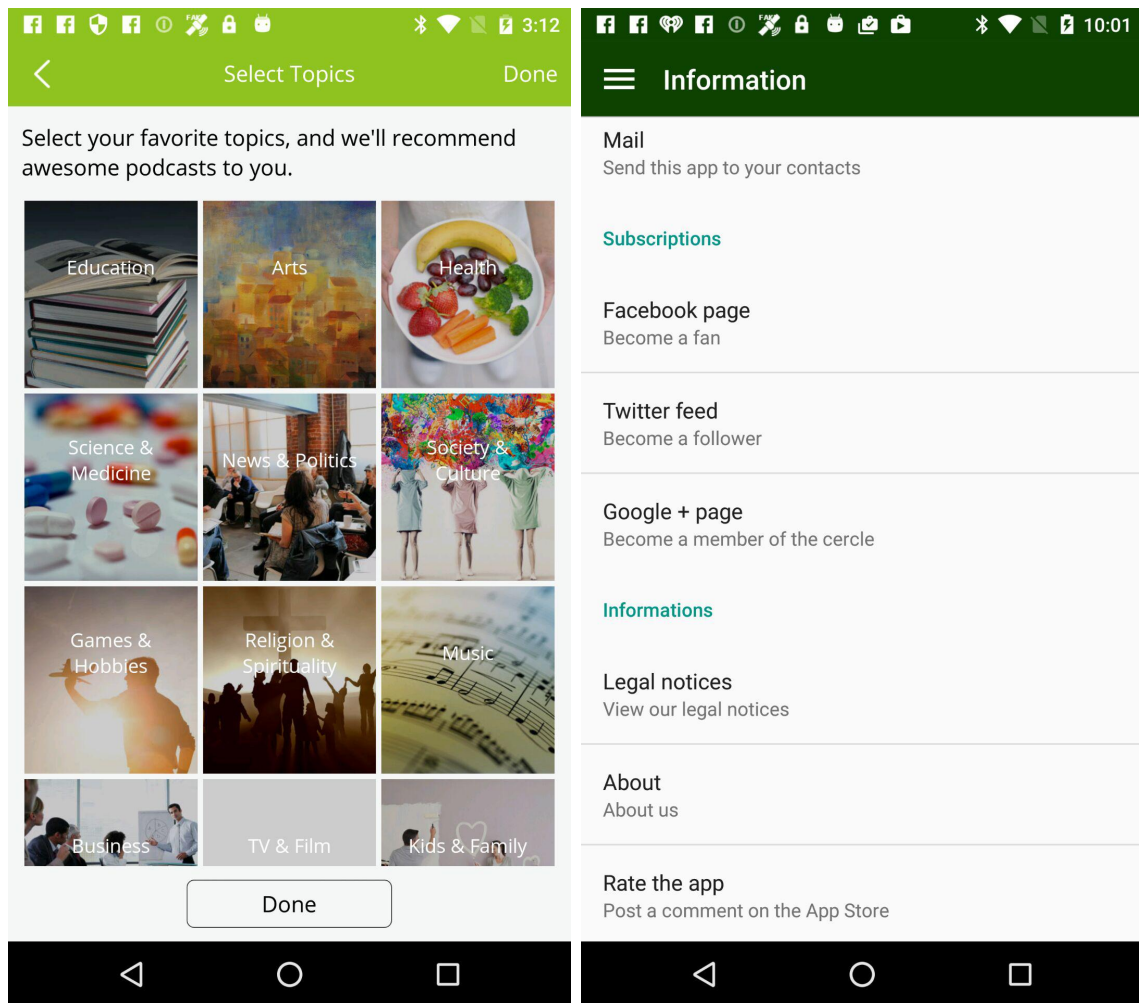 3:12
Select Topics
Done
Select your favorite topics, and we'll recommend
awesome podcasts to you.
Education
Arts
Health
Science &
Medicine
News & Politics
Society &
Culture
Games &
Hobbies
Religion &
Spirituality
Music
Business
TV & Film
Kids & Family
Done
10:01
Information
Mail
Send this app to your contacts
Subscriptions
Facebook page
Become a fan
Twitter feed
Become a follower
Google + page
Become a member of the cercle
Informations
Legal notices
View our legal notices
About
About us
Rate the app
Post a comment on the App Store